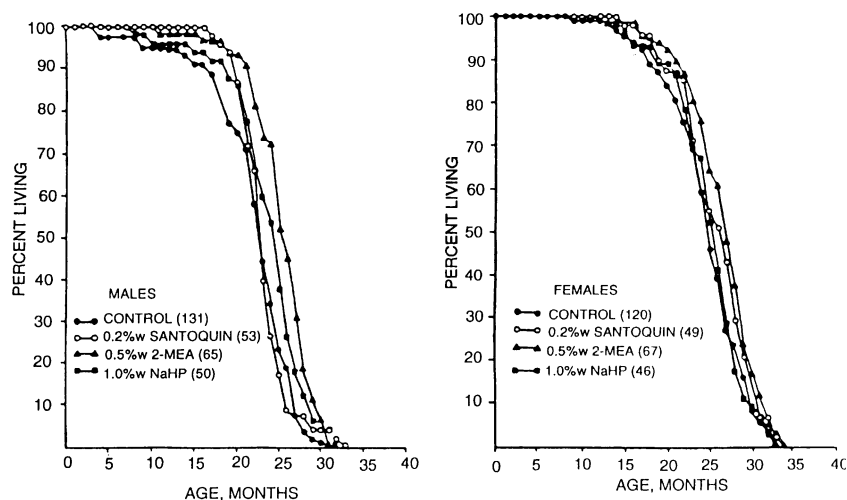 100
90
80
70
60
50
40
30
20
10
PERCENT LIVING
MALES
CONTROL (131)
0.2%w SANTOQUIN (53)
0.5%w 2-MEA (65)
1.0%w NaHP (50)
0 5 10 15 20 25 30 35 40
AGE, MONTHS
100
90
80
70
60
50
40
30
20
10
PERCENT LIVING
FEMALES
CONTROL (120)
0.2%w SANTOQUIN (49)
0.5%w 2-MEA (67)
1.0%w NaHP (46)
0 5 10 15 20 25 30 35 40
AGE, MONTHS